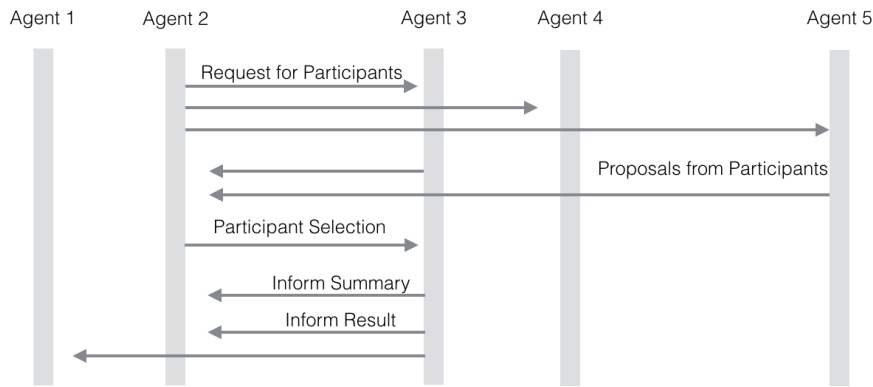 Agent 1
Agent 2
Agent 3
Agent 4
Agent 5
Request for Participants
Proposals from Participants
Participant Selection
Inform Summary
Inform Result